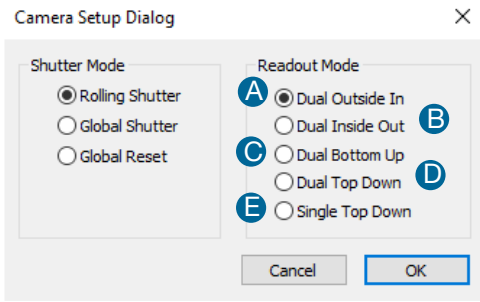 Camera Setup Dialog
Shutter Mode
Rolling Shutter
Global Shutter
Global Reset
Readout Mode
A Dual Outside In
Dual Inside Out B
C Dual Bottom Up
Dual Top Down D
E Single Top Down
Cancel OK